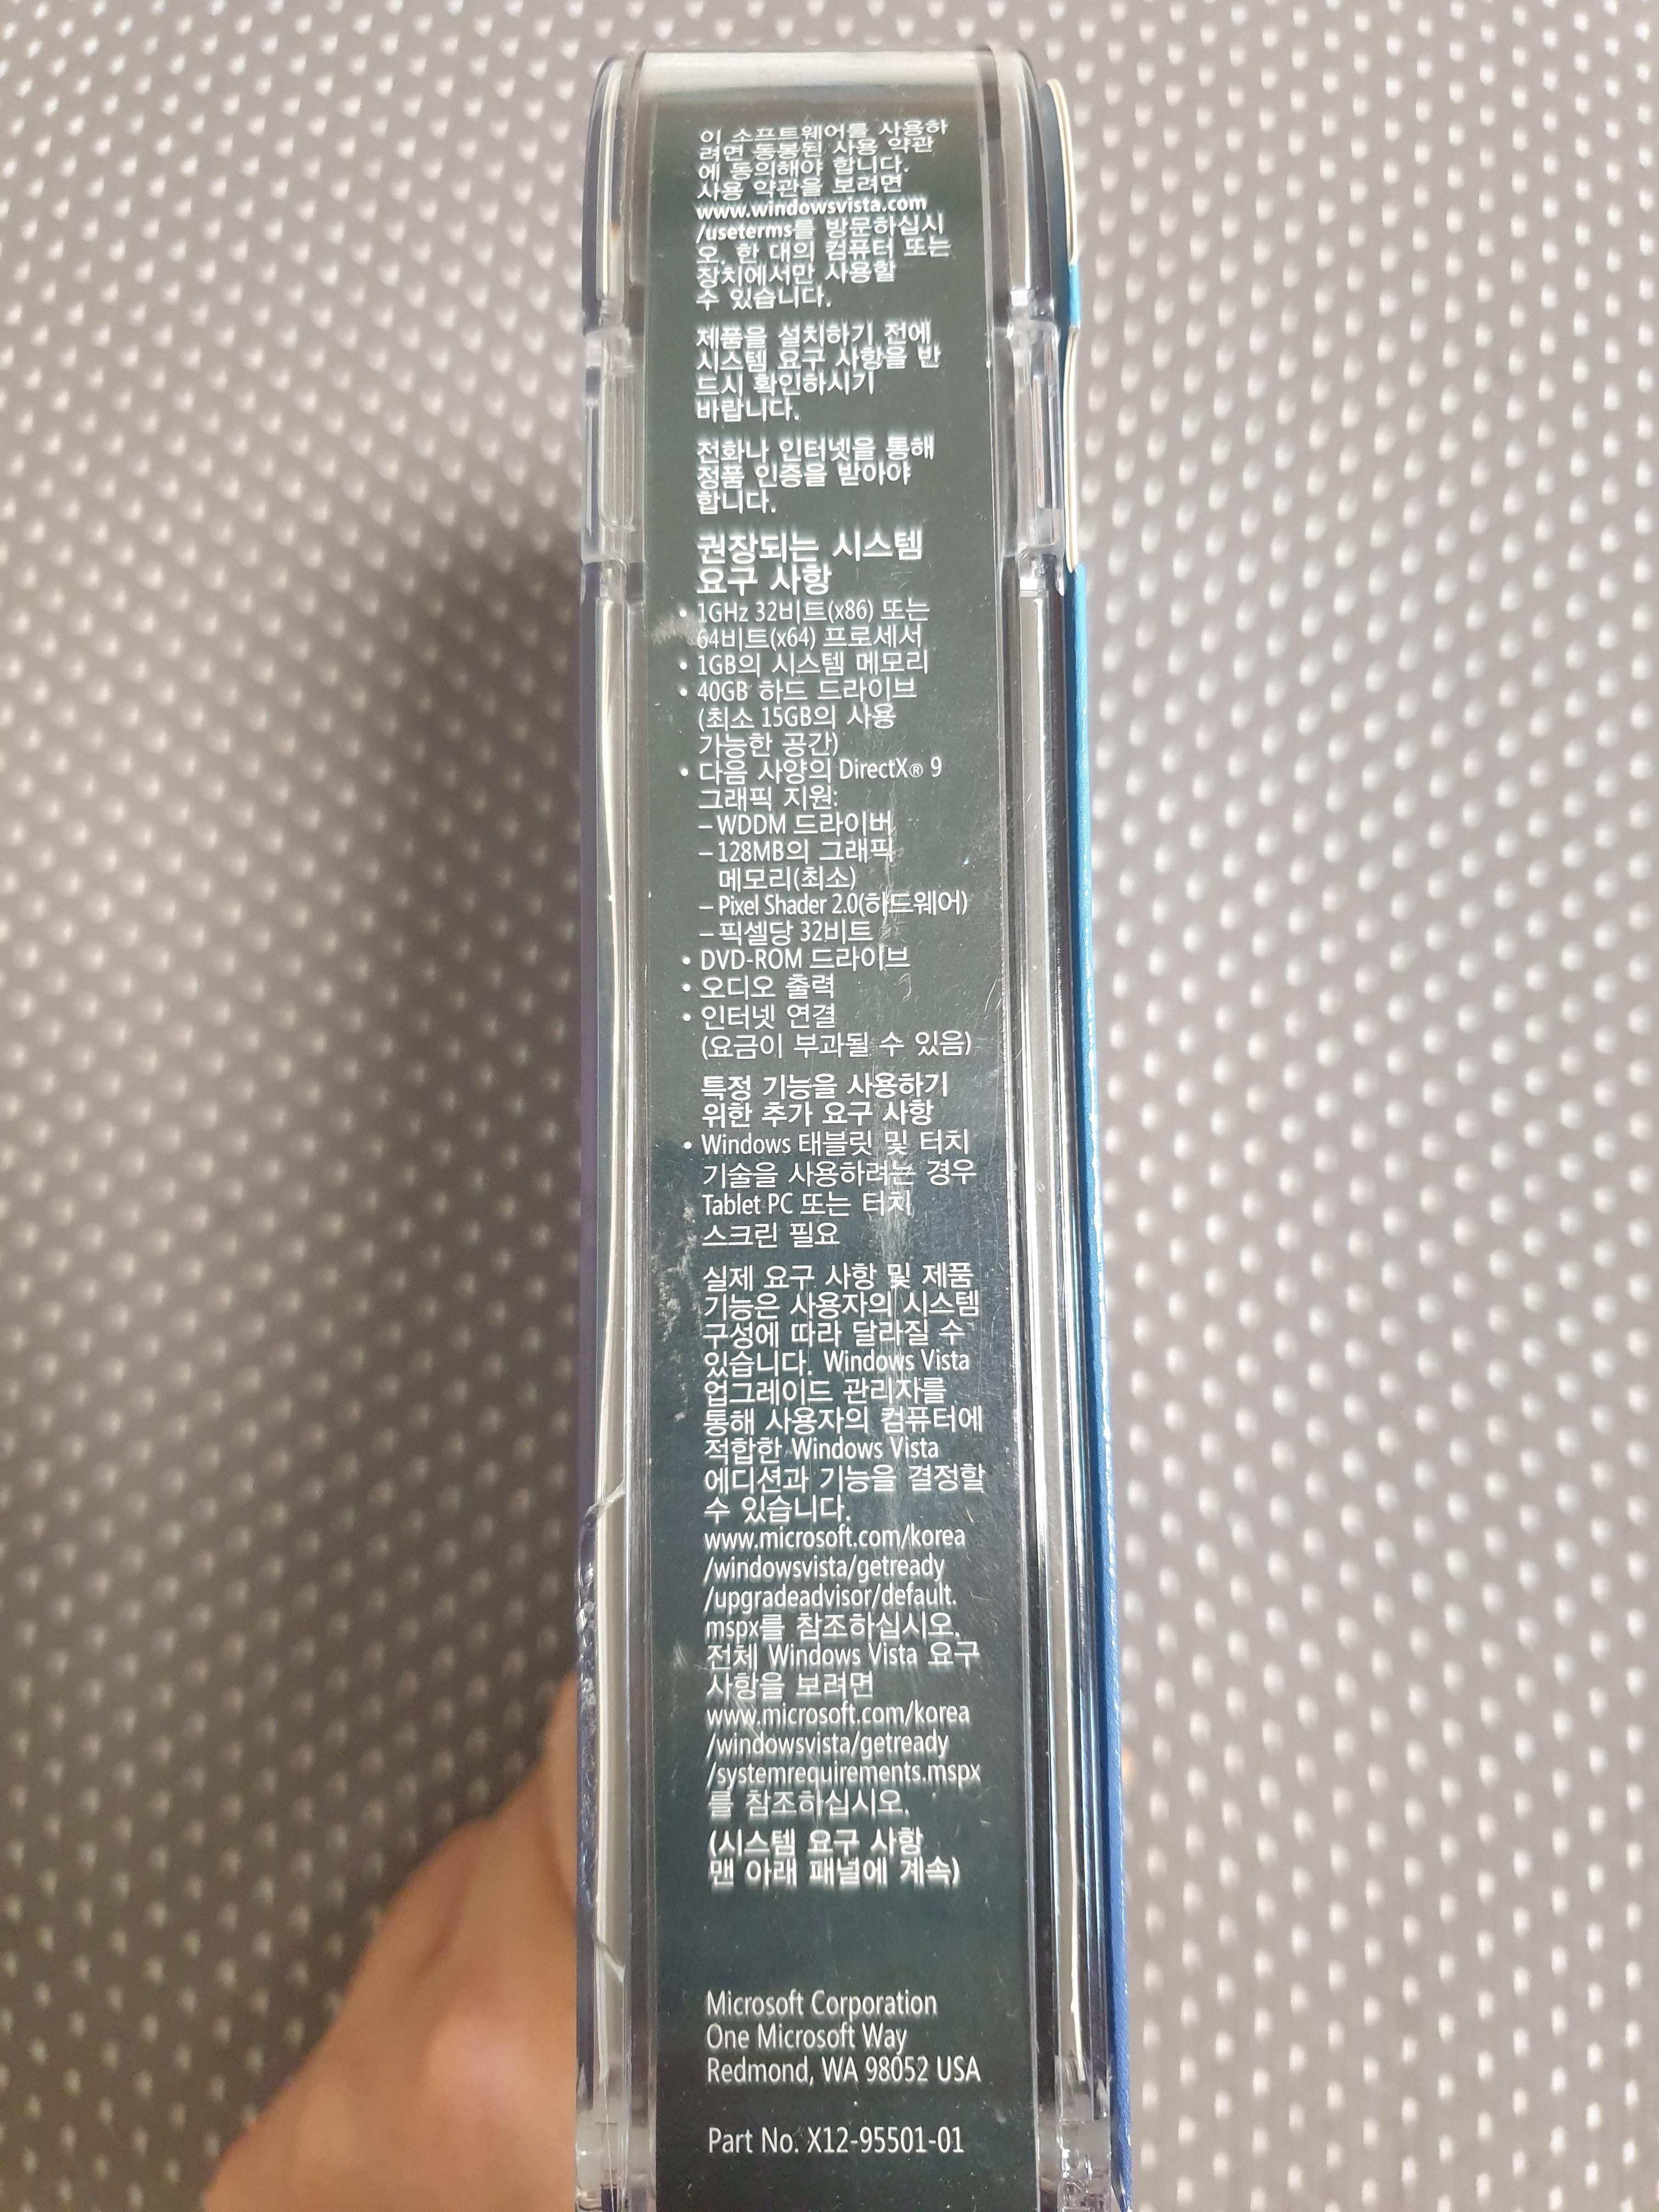 이 소프트웨어를 사용하
려면 동봉된 사용 약관
에 동의해야 합니다.
사용 약관을 보려면
www.windowsvista.com
/useterms를 방문하십시
오. 한 대의 컴퓨터 또는
장치에서만 사용할
수 있습니다.
제품을 설치하기 전에
시스템 요구 사항을 반
드시 확인하시기
바랍니다.
전화나 인터넷을 통해
정품 인증을 받아야
합니다.
권장되는 시스템
요구 사항
• 1GHz 32비트(x86) 또는
64비트(x64) 프로세서
• 1GB의 시스템 메모리
• 40GB 하드 드라이브
(최소 15GB의 사용
가능한 공간)
• 다음 사양의 DirectX® 9
그래픽 지원:
– WDDM 드라이버
– 128MB의 그래픽
메모리(최소)
– Pixel Shader 2.0(하드웨어)
– 픽셀당 32비트
• DVD-ROM 드라이브
• 오디오 출력
• 인터넷 연결
(요금이 부과될 수 있음)
특정 기능을 사용하기
위한 추가 요구 사항
• Windows 태블릿 및 터치
기술을 사용하려는 경우
Tablet PC 또는 터치
스크린 필요
실제 요구 사항 및 제품
기능은 사용자의 시스템
구성에 따라 달라질 수
있습니다. Windows Vista
업그레이드 관리자를
통해 사용자의 컴퓨터에
적합한 Windows Vista
에디션과 기능을 결정할
수 있습니다.
www.microsoft.com/korea
/windowsvista/getready
/upgradeadvisor/default.
mspx를 참조하십시오.
전체 Windows Vista 요구
사항을 보려면
www.microsoft.com/korea
/windowsvista/getready
/systemrequirements.mspx
를 참조하십시오.
(시스템 요구 사항
맨 아래 패널에 계속)
Microsoft Corporation
One Microsoft Way
Redmond, WA 98052 USA
Part No. X12-95501-01